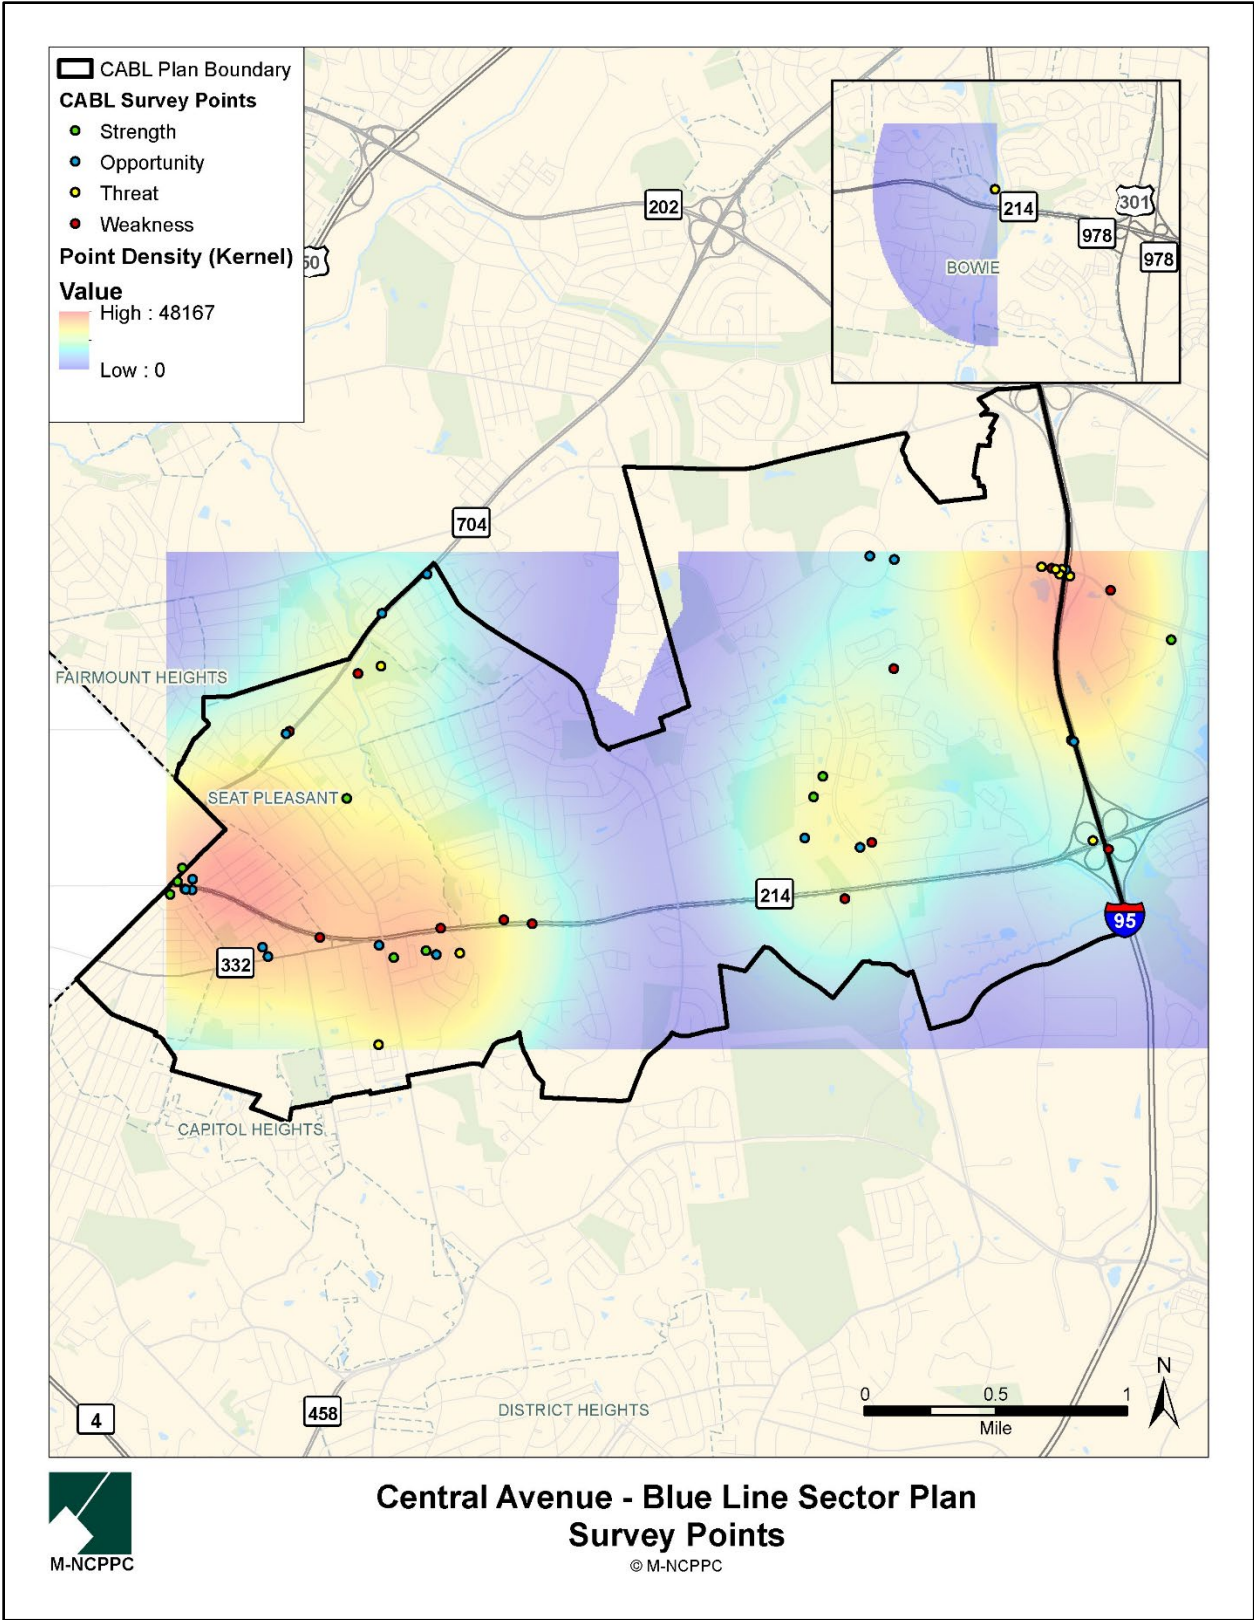 CABL Plan Boundary
CABL Survey Points
Strength
Opportunity
Threat
Weakness
Point Density (Kernel)
Value
High : 48167
Low : 0
50
202
214
301
978
978
BOWIE
704
FAIRMOUNT HEIGHTS
SEAT PLEASANT
214
95
332
CAPITOL HEIGHTS
DISTRICT HEIGHTS
4
458
0 0.5 1
Mile
N
M-NCPPC
Central Avenue - Blue Line Sector Plan
Survey Points
© M-NCPPC